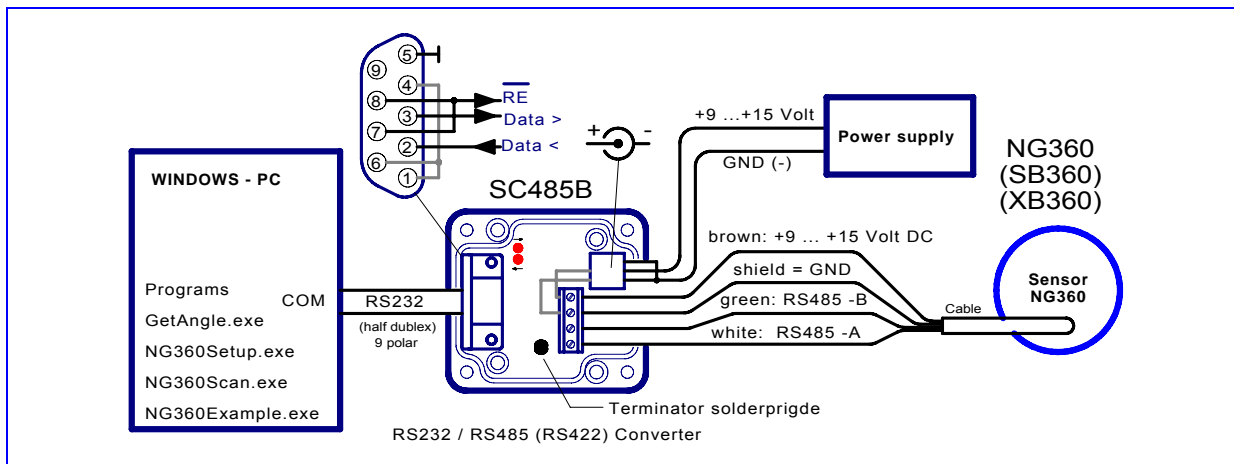 5
9
4
8
RE
3
Data >
7
2
Data <
6
1
+
-
+9 ...+15 Volt
GND (-)
Power supply
NG360
(SB360)
(XB360)
WINDOWS - PC
SC485B
brown: +9 ... +15 Volt DC
shield = GND
green: RS485 -B
white: RS485 -A
Cable
Sensor
NG360
Programs
GetAngle.exe
NG360Setup.exe
NG360Scan.exe
NG360Example.exe
COM
RS232
(half dublex)
9 polar
Terminator solderprigde
RS232 / RS485 (RS422) Converter